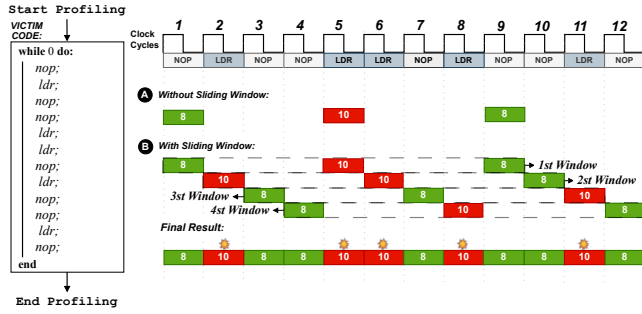 Start Profiling
VICTIM
CODE:
while 0 do:
nop;
ldr;
nop;
nop;
ldr;
ldr;
nop;
ldr;
nop;
nop;
ldr;
nop;
end
End Profiling
1 2 3 4 5 6 7 8 9 10 11 12
Clock
Cycles
NOP LDR NOP NOP LDR LDR NOP LDR NOP NOP LDR NOP
A Without Sliding Window:
8 10 8
B With Sliding Window:
8 10 8 1st Window
10 10 8 2st Window
3st Window 8 8 10
4st Window 8 10 8
Final Result:
8 10 8 8 10 10 8 10 8 8 10 8